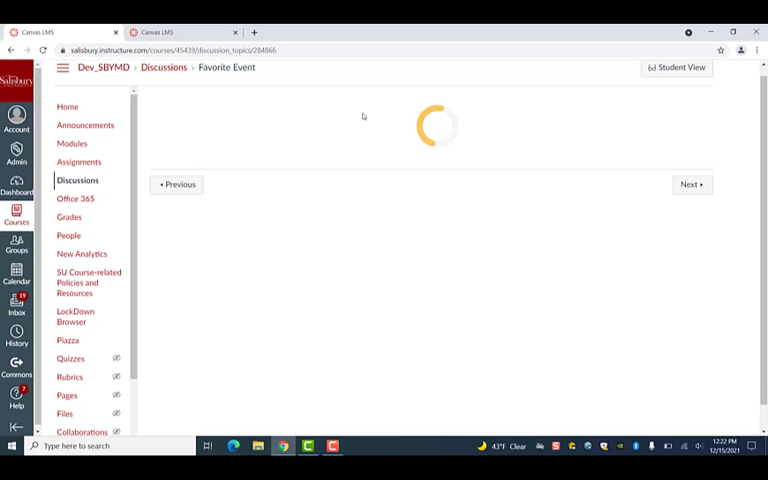 Canvas LMS
Canvas LMS
salisbury.instructure.com/courses/45439/discussion_topics/284866
Dev_SBYMD › Discussions › Favorite Event
Student View
Salisbury
Account
Admin
Dashboard
Courses
Groups
Calendar
19
Inbox
History
Commons
7
Help
Home
Announcements
Modules
Assignments
Discussions
Office 365
Grades
People
New Analytics
SU Course-related
Policies and
Resources
LockDown
Browser
Piazza
Quizzes
Rubrics
Pages
Files
Collaborations
Previous
Next
Type here to search
43°F Clear
12:22 PM
12/15/2021